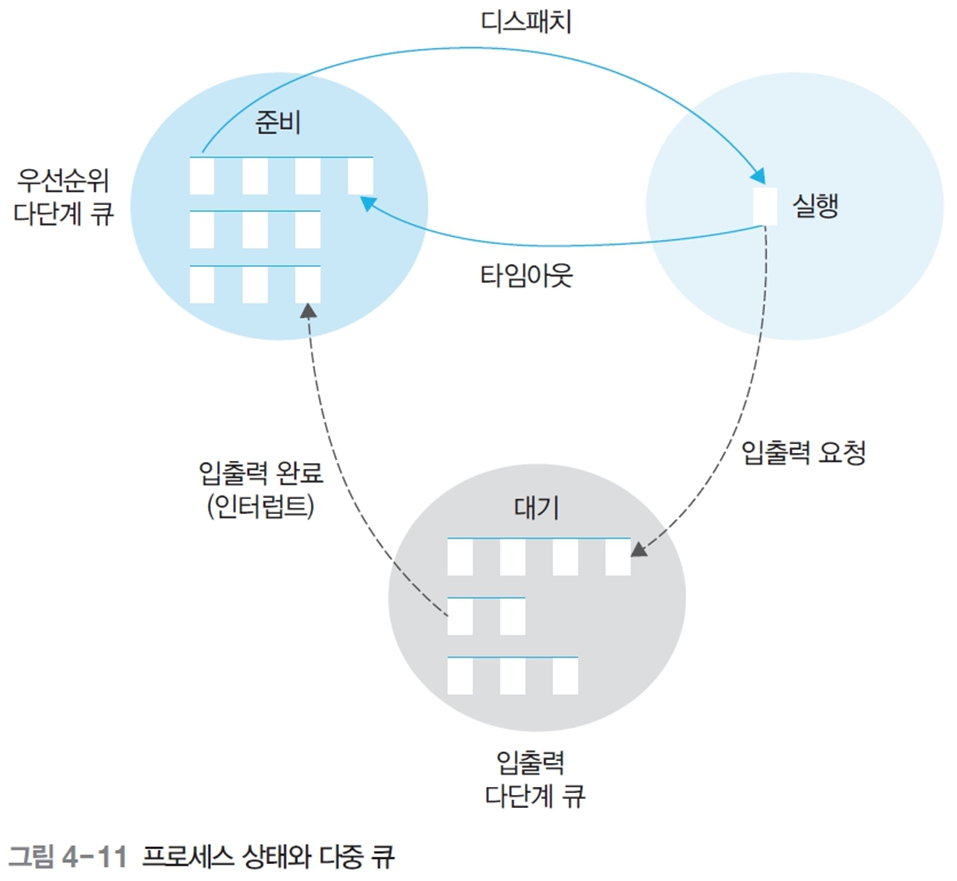 디스패치
준비
우선순위
다단계 큐
실행
타임아웃
입출력 요청
입출력 완료
(인터럽트)
대기
입출력
다단계 큐
그림 4-11 프로세스 상태와 다중 큐